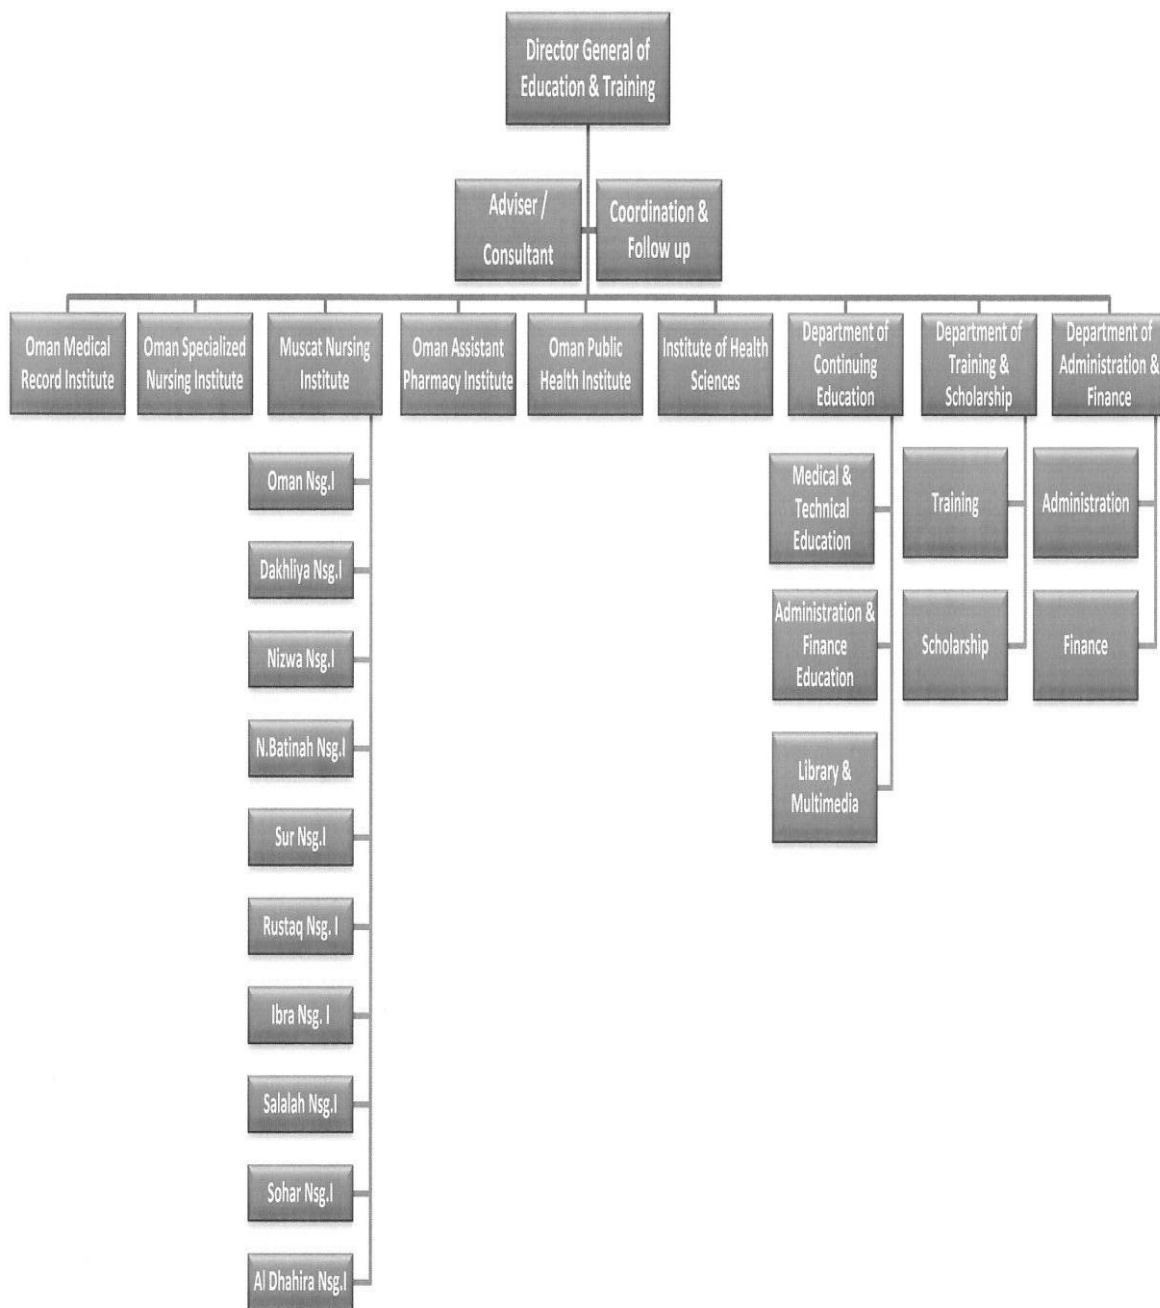 Director General of
Education & Training
Adviser /
Consultant
Coordination &
Follow up
Oman Medical
Record Institute
Oman Specialized
Nursing Institute
Muscat Nursing
Institute
Oman Assistant
Pharmacy Institute
Oman Public
Health Institute
Institute of Health
Sciences
Department of
Continuing
Education
Department of
Training &
Scholarship
Department of
Administration &
Finance
Oman Nsg.I
Dakhliya Nsg.I
Nizwa Nsg.I
N.Batinah Nsg.I
Sur Nsg.I
Rustaq Nsg. I
Ibra Nsg. I
Salalah Nsg.I
Sohar Nsg.I
Al Dhahira Nsg.I
Medical &
Technical
Education
Administration &
Finance
Education
Library &
Multimedia
Training
Scholarship
Administration
Finance